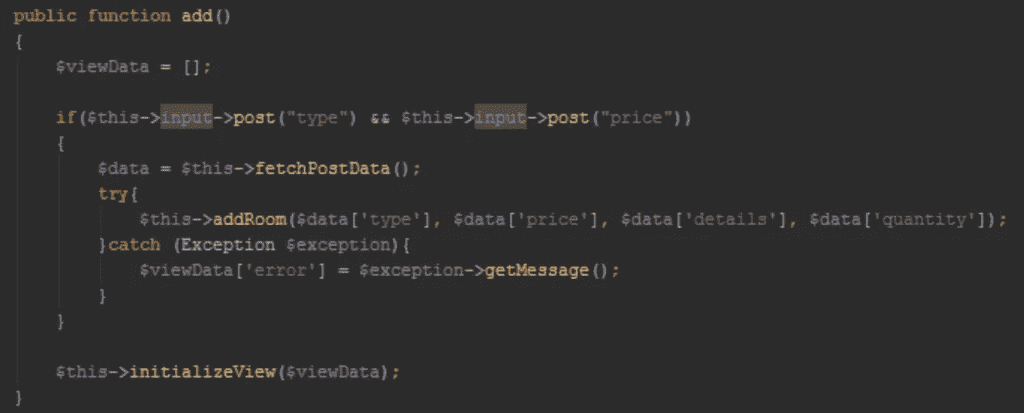 public function add()
{
$viewData = [];
if($this->input->post("type") && $this->input->post("price"))
{
$data = $this->fetchPostData();
try{
$this->addRoom($data['type'], $data['price'], $data['details'], $data['quantity']);
}catch (Exception $exception){
$viewData['error'] = $exception->getMessage();
}
}
$this->initializeView($viewData);
}